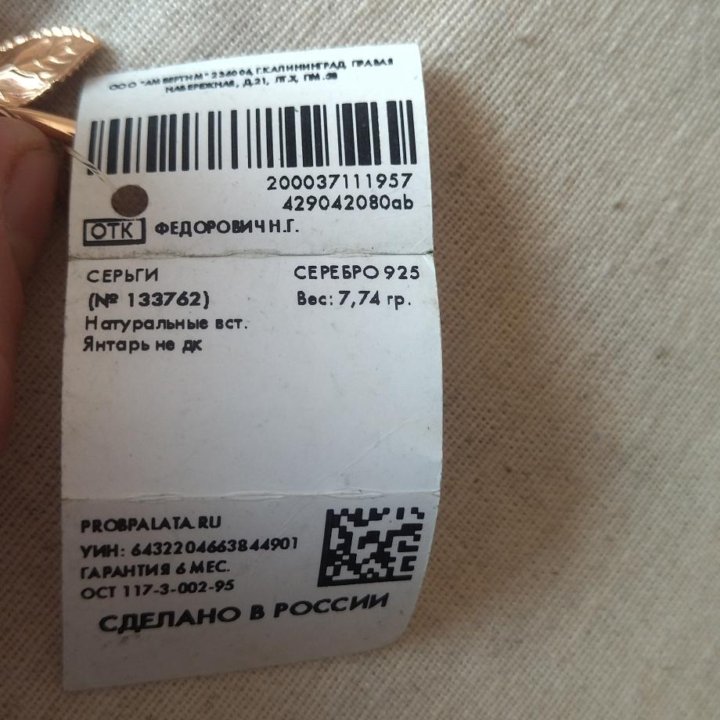 ООО "АМБЕРТИМ" 236006, Г.КАЛИНИНГРАД, ПРАВАЯ
НАБЕРЕЖНАЯ, Д.21, ЛТ.Х, ПМ.58
200037111957
429042080ab
ОТК ФЕДОРОВИЧ Н.Г.
СЕРЬГИ СЕРЕБРО 925
(№ 133762) Вес: 7,74 гр.
Натуральные вст.
Янтарь не дк
PROBPALATA.RU
УИН: 6432204663844901
ГАРАНТИЯ 6 МЕС.
ОСТ 117-3-002-95
СДЕЛАНО В РОССИИ